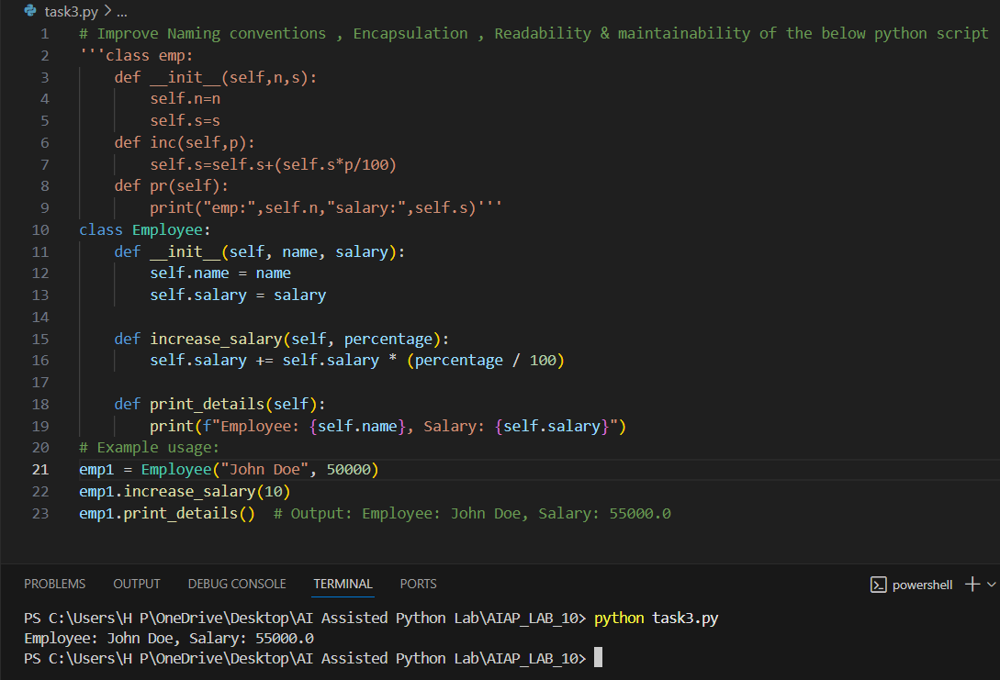 task3.py > ...
1 # Improve Naming conventions , Encapsulation , Readability & maintainability of the below python script
2 '''class emp:
3     def __init__(self,n,s):
4         self.n=n
5         self.s=s
6     def inc(self,p):
7         self.s=self.s+(self.s*p/100)
8     def pr(self):
9         print("emp:",self.n,"salary:",self.s)'''
10 class Employee:
11     def __init__(self, name, salary):
12         self.name = name
13         self.salary = salary
14
15     def increase_salary(self, percentage):
16         self.salary += self.salary * (percentage / 100)
17
18     def print_details(self):
19         print(f"Employee: {self.name}, Salary: {self.salary}")
20 # Example usage:
21 emp1 = Employee("John Doe", 50000)
22 emp1.increase_salary(10)
23 emp1.print_details()  # Output: Employee: John Doe, Salary: 55000.0
PROBLEMS OUTPUT DEBUG CONSOLE TERMINAL PORTS powershell
PS C:\Users\H P\OneDrive\Desktop\AI Assisted Python Lab\AIAP_LAB_10> python task3.py
Employee: John Doe, Salary: 55000.0
PS C:\Users\H P\OneDrive\Desktop\AI Assisted Python Lab\AIAP_LAB_10>